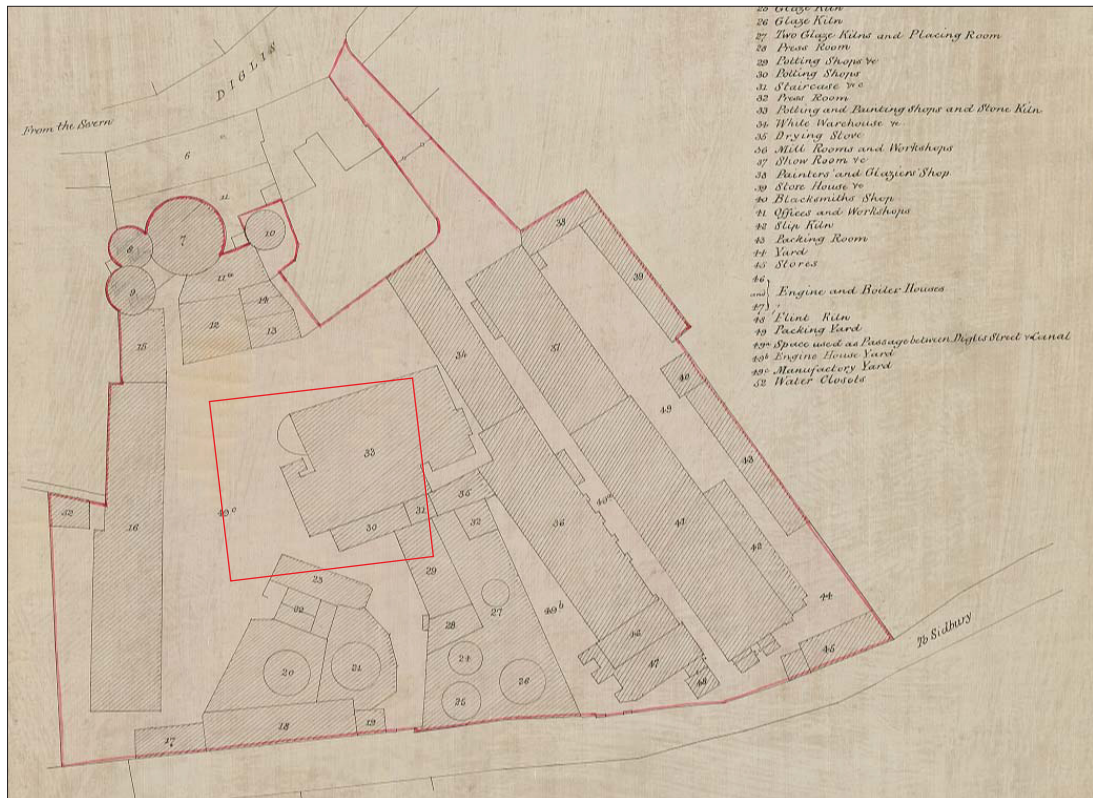 25 Glaze Kiln
26 Glaze Kiln
27 Two Glaze Kilns and Placing Room
28 Press Room
29 Potting Shops &c
30 Potting Shops
31 Staircase &c
32 Press Room
33 Potting and Painting Shops and Stone Kiln
34 White Warehouse &c
35 Drying Stove
36 Mill Rooms and Workshops
37 Show Room &c
38 Painters' and Glaziers' Shop
39 Store House &c
40 Blacksmiths Shop
41 Offices and Workshops
42 Slip Kiln
43 Packing Room
44 Yard
45 Stores
46
and } Engine and Boiler Houses
47
48 Flint Kiln
49 Packing Yard
49a Space used as Passage between Diglis Street & Canal
49b Engine House Yard
49c Manufactory Yard
52 Water Closets
DIGLIS
From the Severn
6
11
7
8
10
9
11a
14
12
13
15
38
39
34
37
40
49
33
43
52
49c
16
31
35
30
32
49a
36
41
42
29
23
27
49b
44
22
28
46
24
20
21
26
47
45
25
48
17
18
19
To Sidbury